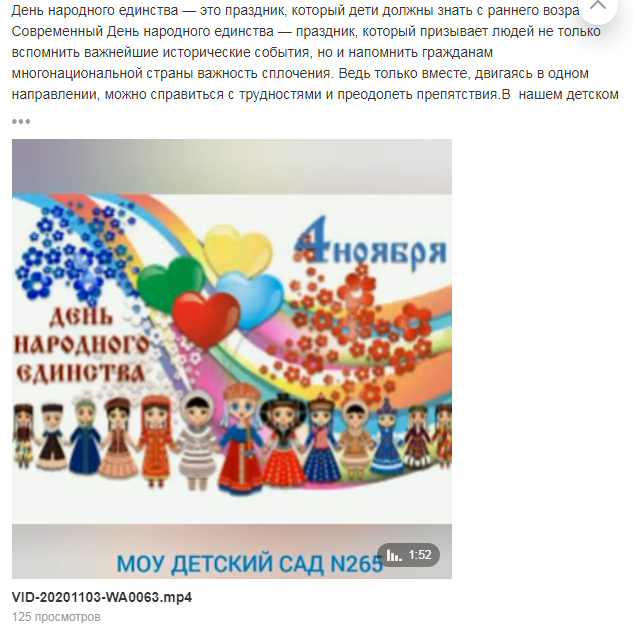 День народного единства — это праздник, который дети должны знать с раннего
Современный День народного единства — праздник, который призывает людей не только
вспомнить важнейшие исторические события, но и напомнить гражданам
многонациональной страны важность сплочения. Ведь только вместе, двигаясь в одном
направлении, можно справиться с трудностями и преодолеть препятствия.В  нашем детском
•••
4 ноября
ДЕНЬ
НАРОДНОГО
ЕДИНСТВА
МОУ ДЕТСКИЙ САД N265
1:52
VID-20201103-WA0063.mp4
125 просмотров